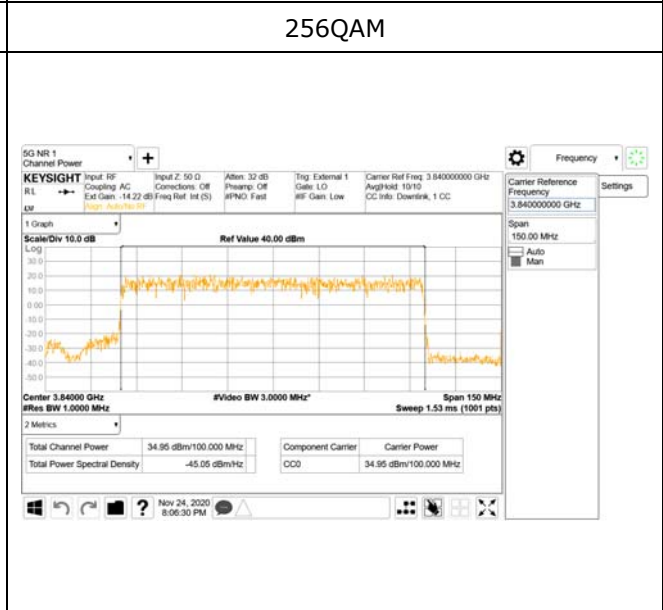 256QAM
5G NR 1
Channel Power
+
Frequency
KEYSIGHT
RL
Input: RF
Coupling: AC
Ext Gain: -14.22 dB
Align: Auto/No RF
Input Z: 50 Ω
Corrections: Off
Freq Ref: Int (S)
Atten: 32 dB
Preamp: Off
#PNO: Fast
Trig: External 1
Gate: LO
#IF Gain: Low
Carrier Ref Freq: 3.840000000 GHz
Avg|Hold: 10/10
CC Info: Downlink, 1 CC
Carrier Reference
Frequency
3.840000000 GHz
Settings
Span
150.00 MHz
Auto
Man
1 Graph
Scale/Div 10.0 dB
Ref Value 40.00 dBm
Log
30.0
20.0
10.0
0.00
-10.0
-20.0
-30.0
-40.0
-50.0
Center 3.84000 GHz
#Video BW 3.0000 MHz*
Span 150 MHz
#Res BW 1.0000 MHz
Sweep 1.53 ms (1001 pts)
2 Metrics
Total Channel Power 34.95 dBm/100.000 MHz
Total Power Spectral Density -45.05 dBm/Hz
Component Carrier Carrier Power
CC0 34.95 dBm/100.000 MHz
?
Nov 24, 2020
8:06:30 PM